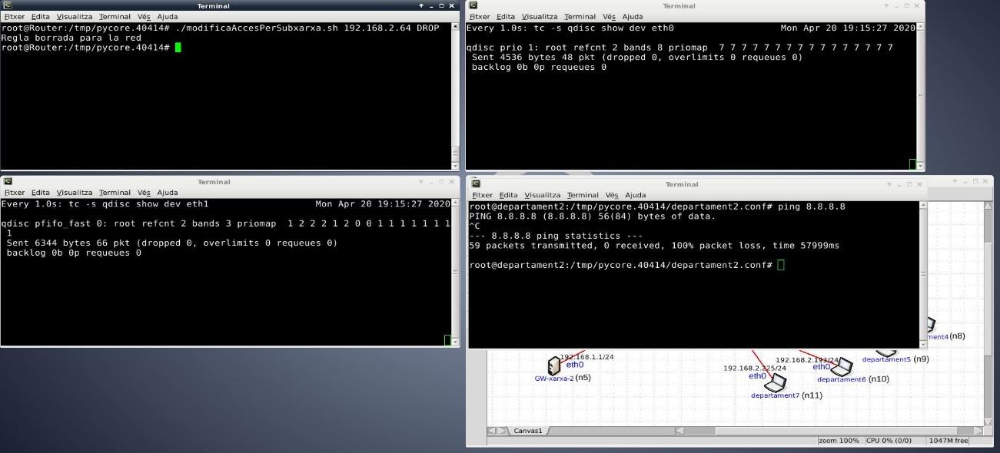 Terminal
Fitxer Edita Visualitza Terminal Vés Ajuda
root@Router:/tmp/pycore.40414# ./modificaAccesPerSubxarxa.sh 192.168.2.64 DROP
Regla borrada para la red
root@Router:/tmp/pycore.40414#
Terminal
Fitxer Edita Visualitza Terminal Vés Ajuda
Every 1.0s: tc -s qdisc show dev eth0 Mon Apr 20 19:15:27 2020
qdisc prio 1: root refcnt 2 bands 8 priomap 7 7 7 7 7 7 7 7 7 7 7 7 7 7 7 7
Sent 4536 bytes 48 pkt (dropped 0, overlimits 0 requeues 0)
backlog 0b 0p requeues 0
Terminal
Fitxer Edita Visualitza Terminal Vés Ajuda
Every 1.0s: tc -s qdisc show dev eth1 Mon Apr 20 19:15:27 2020
qdisc pfifo_fast 0: root refcnt 2 bands 3 priomap 1 2 2 2 1 2 0 0 1 1 1 1 1 1 1
1
Sent 6344 bytes 66 pkt (dropped 0, overlimits 0 requeues 0)
backlog 0b 0p requeues 0
Terminal
Fitxer Edita Visualitza Terminal Vés Ajuda
root@departament2:/tmp/pycore.40414/departament2.conf# ping 8.8.8.8
PING 8.8.8.8 (8.8.8.8) 56(84) bytes of data.
^C
--- 8.8.8.8 ping statistics ---
59 packets transmitted, 0 received, 100% packet loss, time 57999ms
root@departament2:/tmp/pycore.40414/departament2.conf#
ment4 (n8)
192.168.1.1/24
eth0
GW-xarxa-2 (n5)
192.168.2.193/24
eth0
departament5 (n9)
192.168.2.225/24
eth0
departament6 (n10)
departament7 (n11)
Canvas1
zoom 100% CPU 0% (0/0) 1047M free